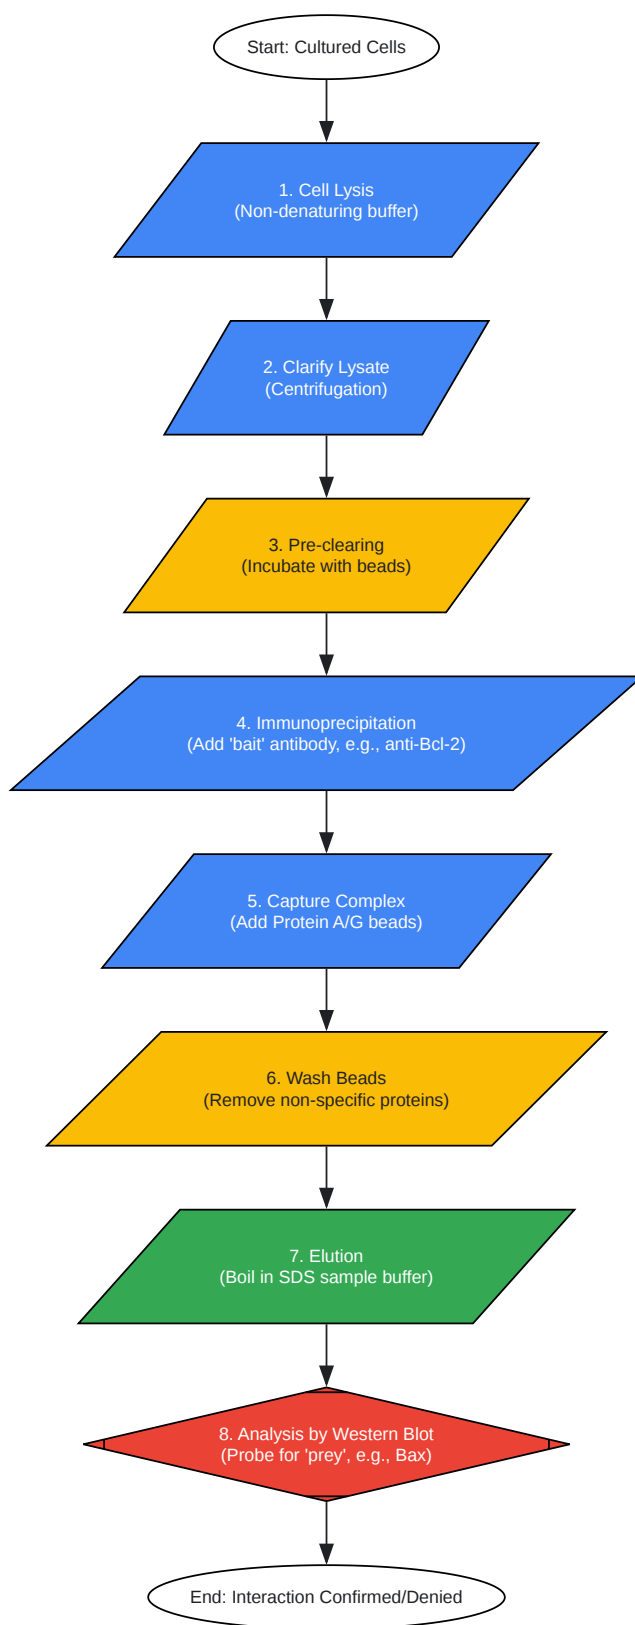 Start: Cultured Cells
1. Cell Lysis
(Non-denaturing buffer)
2. Clarify Lysate
(Centrifugation)
3. Pre-clearing
(Incubate with beads)
4. Immunoprecipitation
(Add 'bait' antibody, e.g., anti-Bcl-2)
5. Capture Complex
(Add Protein A/G beads)
6. Wash Beads
(Remove non-specific proteins)
7. Elution
(Boil in SDS sample buffer)
8. Analysis by Western Blot
(Probe for 'prey', e.g., Bax)
End: Interaction Confirmed/Denied